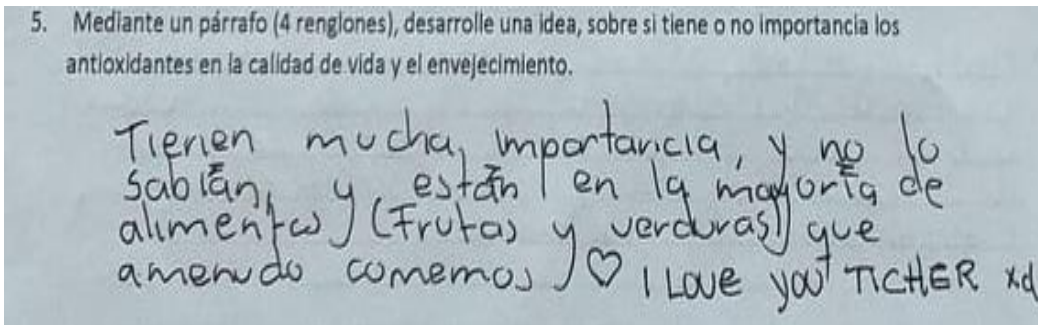 5. Mediante un párrafo (4 renglones), desarrolle una idea, sobre si tiene o no importancia los
antioxidantes en la calidad de vida y el envejecimiento.
Tienen mucha importancia, y no lo
sabían, y están en la mayoría de
alimentos (Frutas y verduras) que
amenudo comemos ♡ I LOVE you TICHER xd